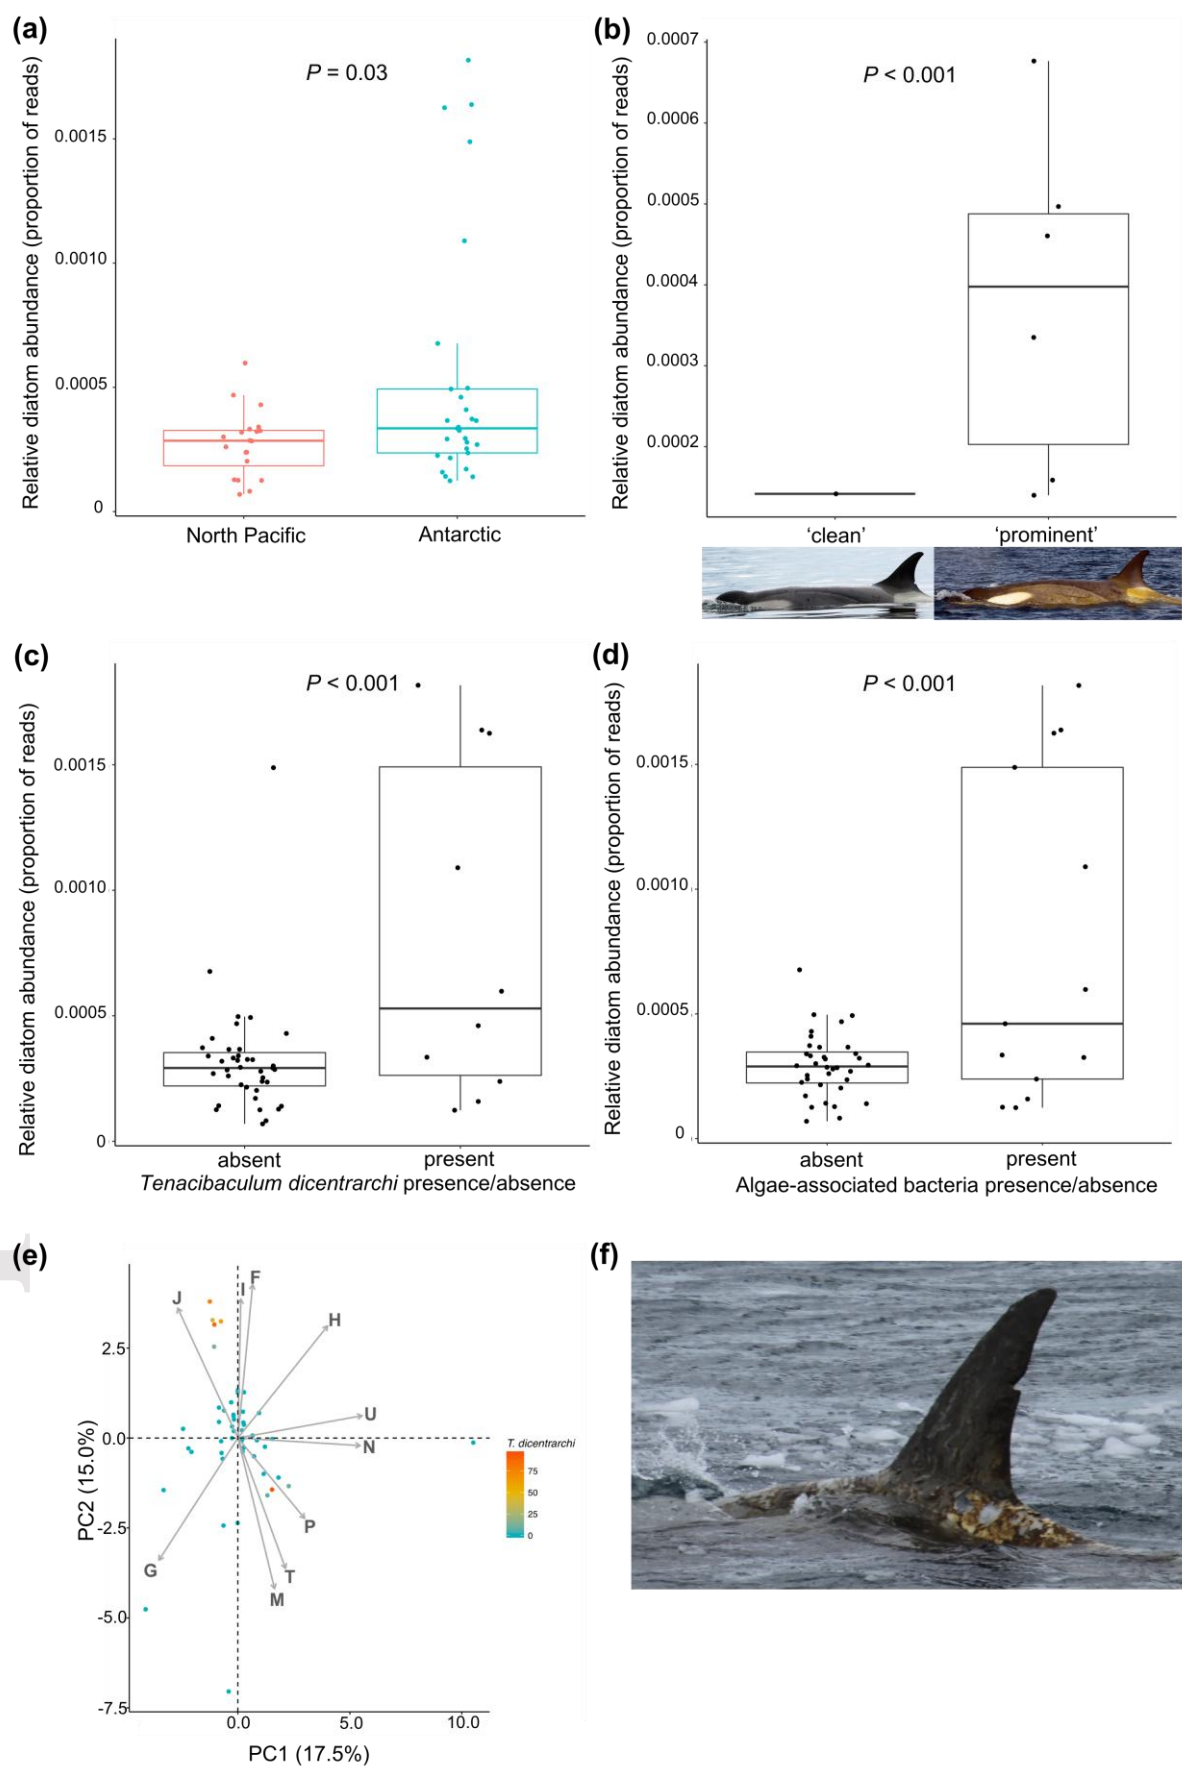 (a)
P = 0.03
Relative diatom abundance (proportion of reads)
0.0015
0.0010
0.0005
0
North Pacific
Antarctic
(b)
P < 0.001
Relative diatom abundance (proportion of reads)
0.0007
0.0006
0.0005
0.0004
0.0003
0.0002
‘clean’
‘prominent’
(c)
P < 0.001
Relative diatom abundance (proportion of reads)
0.0015
0.0010
0.0005
0
absent
present
Tenacibaculum dicentrarchi presence/absence
(d)
P < 0.001
Relative diatom abundance (proportion of reads)
0.0015
0.0010
0.0005
0
absent
present
Algae-associated bacteria presence/absence
(e)
J
I
F
H
U
N
P
T
M
G
PC2 (15.0%)
2.5
0.0
-2.5
-5.0
-7.5
0.0
5.0
10.0
PC1 (17.5%)
T. dicentrarchi
75
50
25
0
(f)